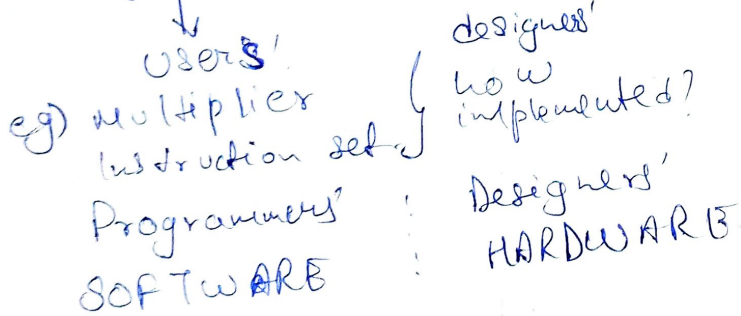 users'
designers'
eg) Multiplier
Instruction set
how
implemented?
Programmers'
Designers'
SOFTWARE
HARDWARE